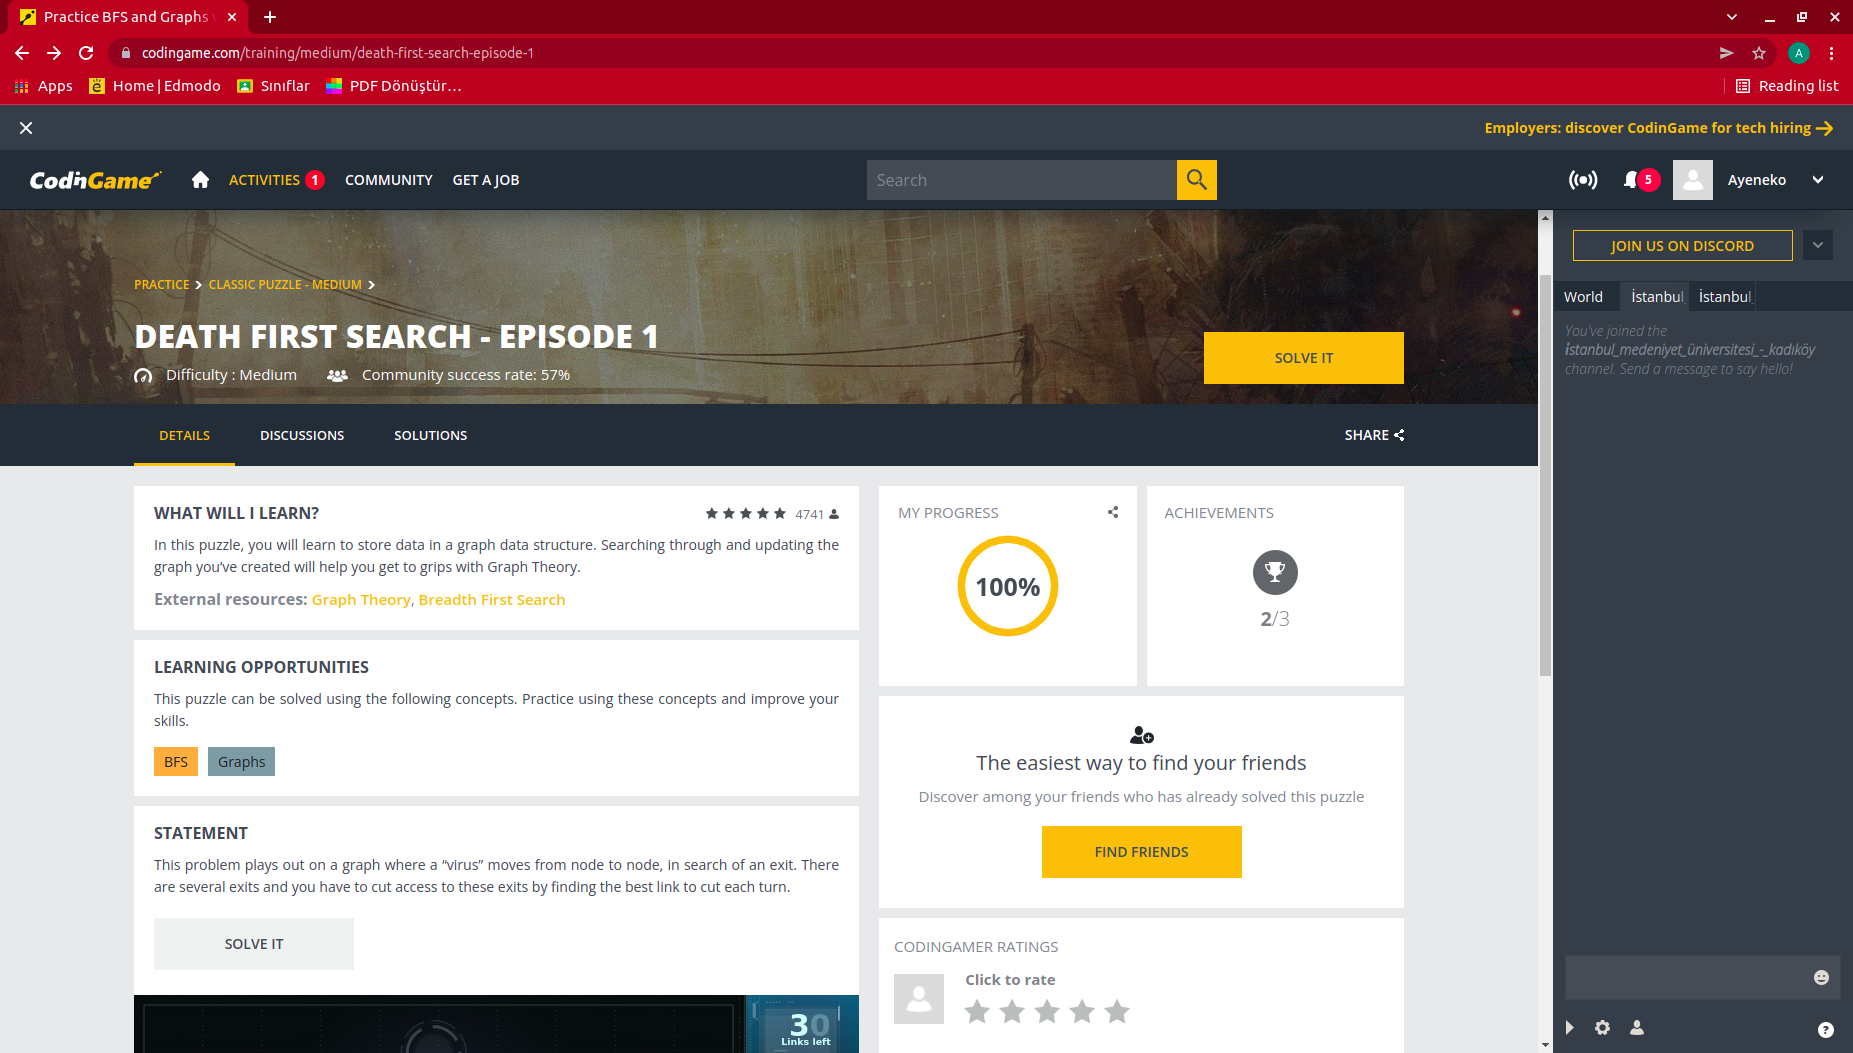 Practice BFS and Graphs
codingame.com/training/medium/death-first-search-episode-1
A
Apps
Home | Edmodo
Sınıflar
PDF Dönüştür...
Reading list
Employers: discover CodinGame for tech hiring
CodinGame
ACTIVITIES 1
COMMUNITY
GET A JOB
Search
5
Ayeneko
PRACTICE > CLASSIC PUZZLE - MEDIUM >
DEATH FIRST SEARCH - EPISODE 1
Difficulty : Medium
Community success rate: 57%
SOLVE IT
DETAILS
DISCUSSIONS
SOLUTIONS
SHARE
WHAT WILL I LEARN?
4741
In this puzzle, you will learn to store data in a graph data structure. Searching through and updating the
graph you’ve created will help you get to grips with Graph Theory.
External resources: Graph Theory, Breadth First Search
LEARNING OPPORTUNITIES
This puzzle can be solved using the following concepts. Practice using these concepts and improve your
skills.
BFS
Graphs
STATEMENT
This problem plays out on a graph where a “virus” moves from node to node, in search of an exit. There
are several exits and you have to cut access to these exits by finding the best link to cut each turn.
SOLVE IT
30
Links left
MY PROGRESS
100%
ACHIEVEMENTS
2/3
The easiest way to find your friends
Discover among your friends who has already solved this puzzle
FIND FRIENDS
CODINGAMER RATINGS
Click to rate
JOIN US ON DISCORD
World
İstanbul
İstanbul
You've joined the
istanbul_medeniyet_üniversitesi_-_kadıköy
channel. Send a message to say hello!
?